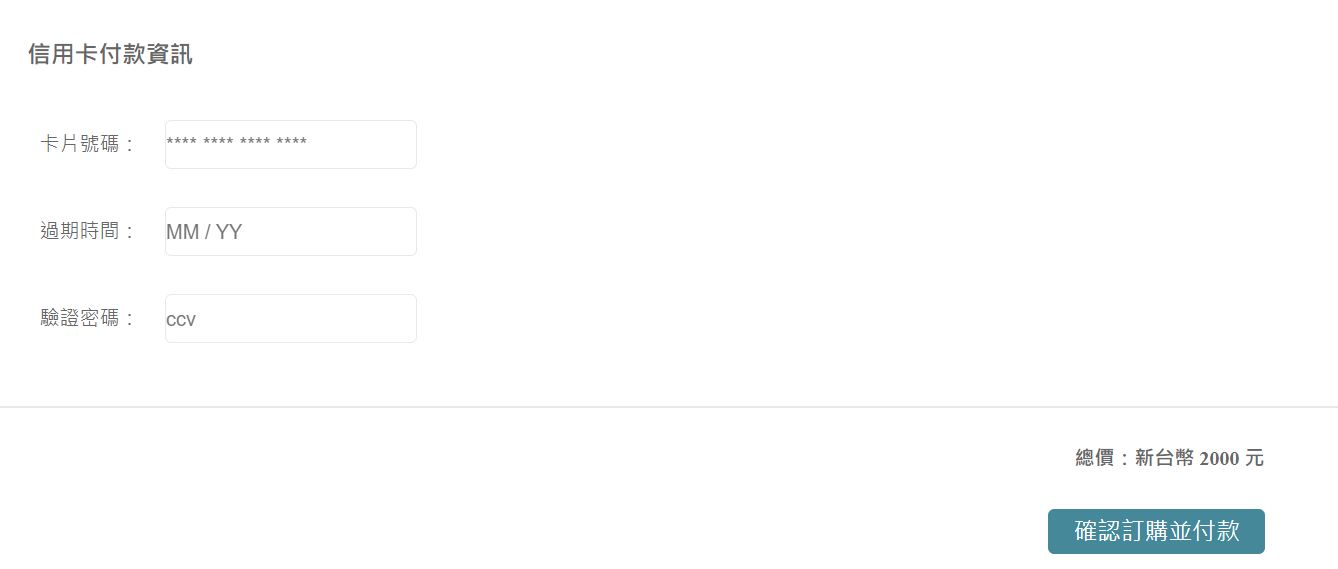 信用卡付款資訊
卡片號碼：
**** **** **** ****
過期時間：
MM / YY
驗證密碼：
ccv
總價：新台幣 2000 元
確認訂購並付款